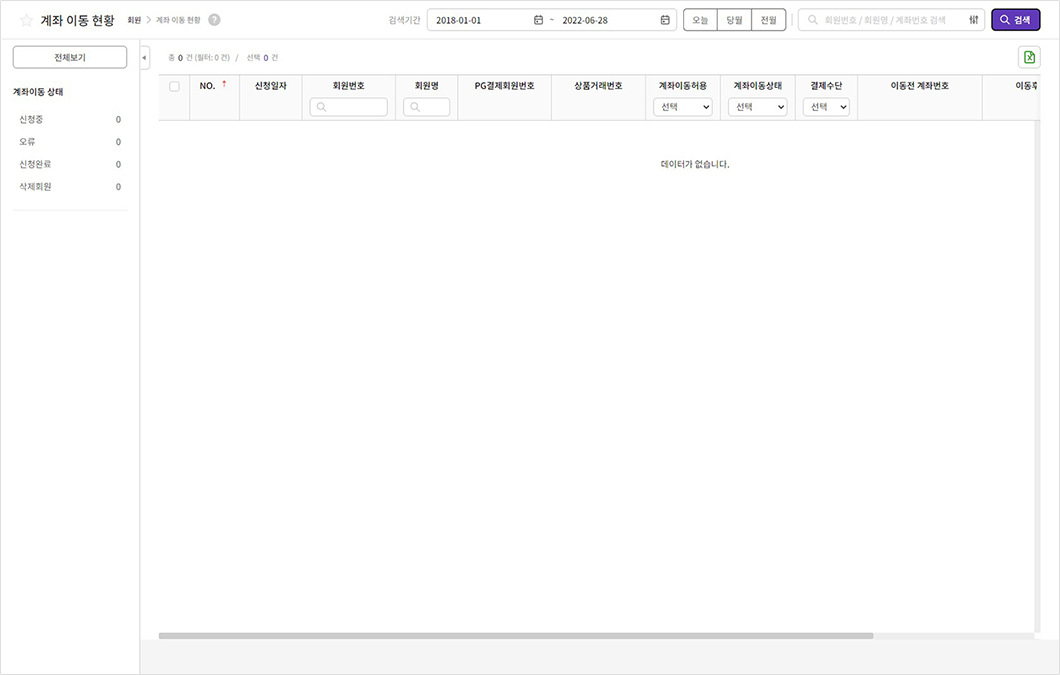 계좌 이동 현황 회원 > 계좌 이동 현황 ?
검색기간 2018-01-01 ~ 2022-06-28 오늘 당월 전월 회원번호 / 회원명 / 계좌번호 검색 검색
전체보기
총 0 건 (필터: 0 건) / 선택 0 건
계좌이동 상태
신청중 0
오류 0
신청완료 0
삭제회원 0
NO. 신청일자 회원번호 회원명 PG결제회원번호 상품거래번호 계좌이동허용 계좌이동상태 결제수단 이동전 계좌번호 이동후
선택 선택 선택
데이터가 없습니다.